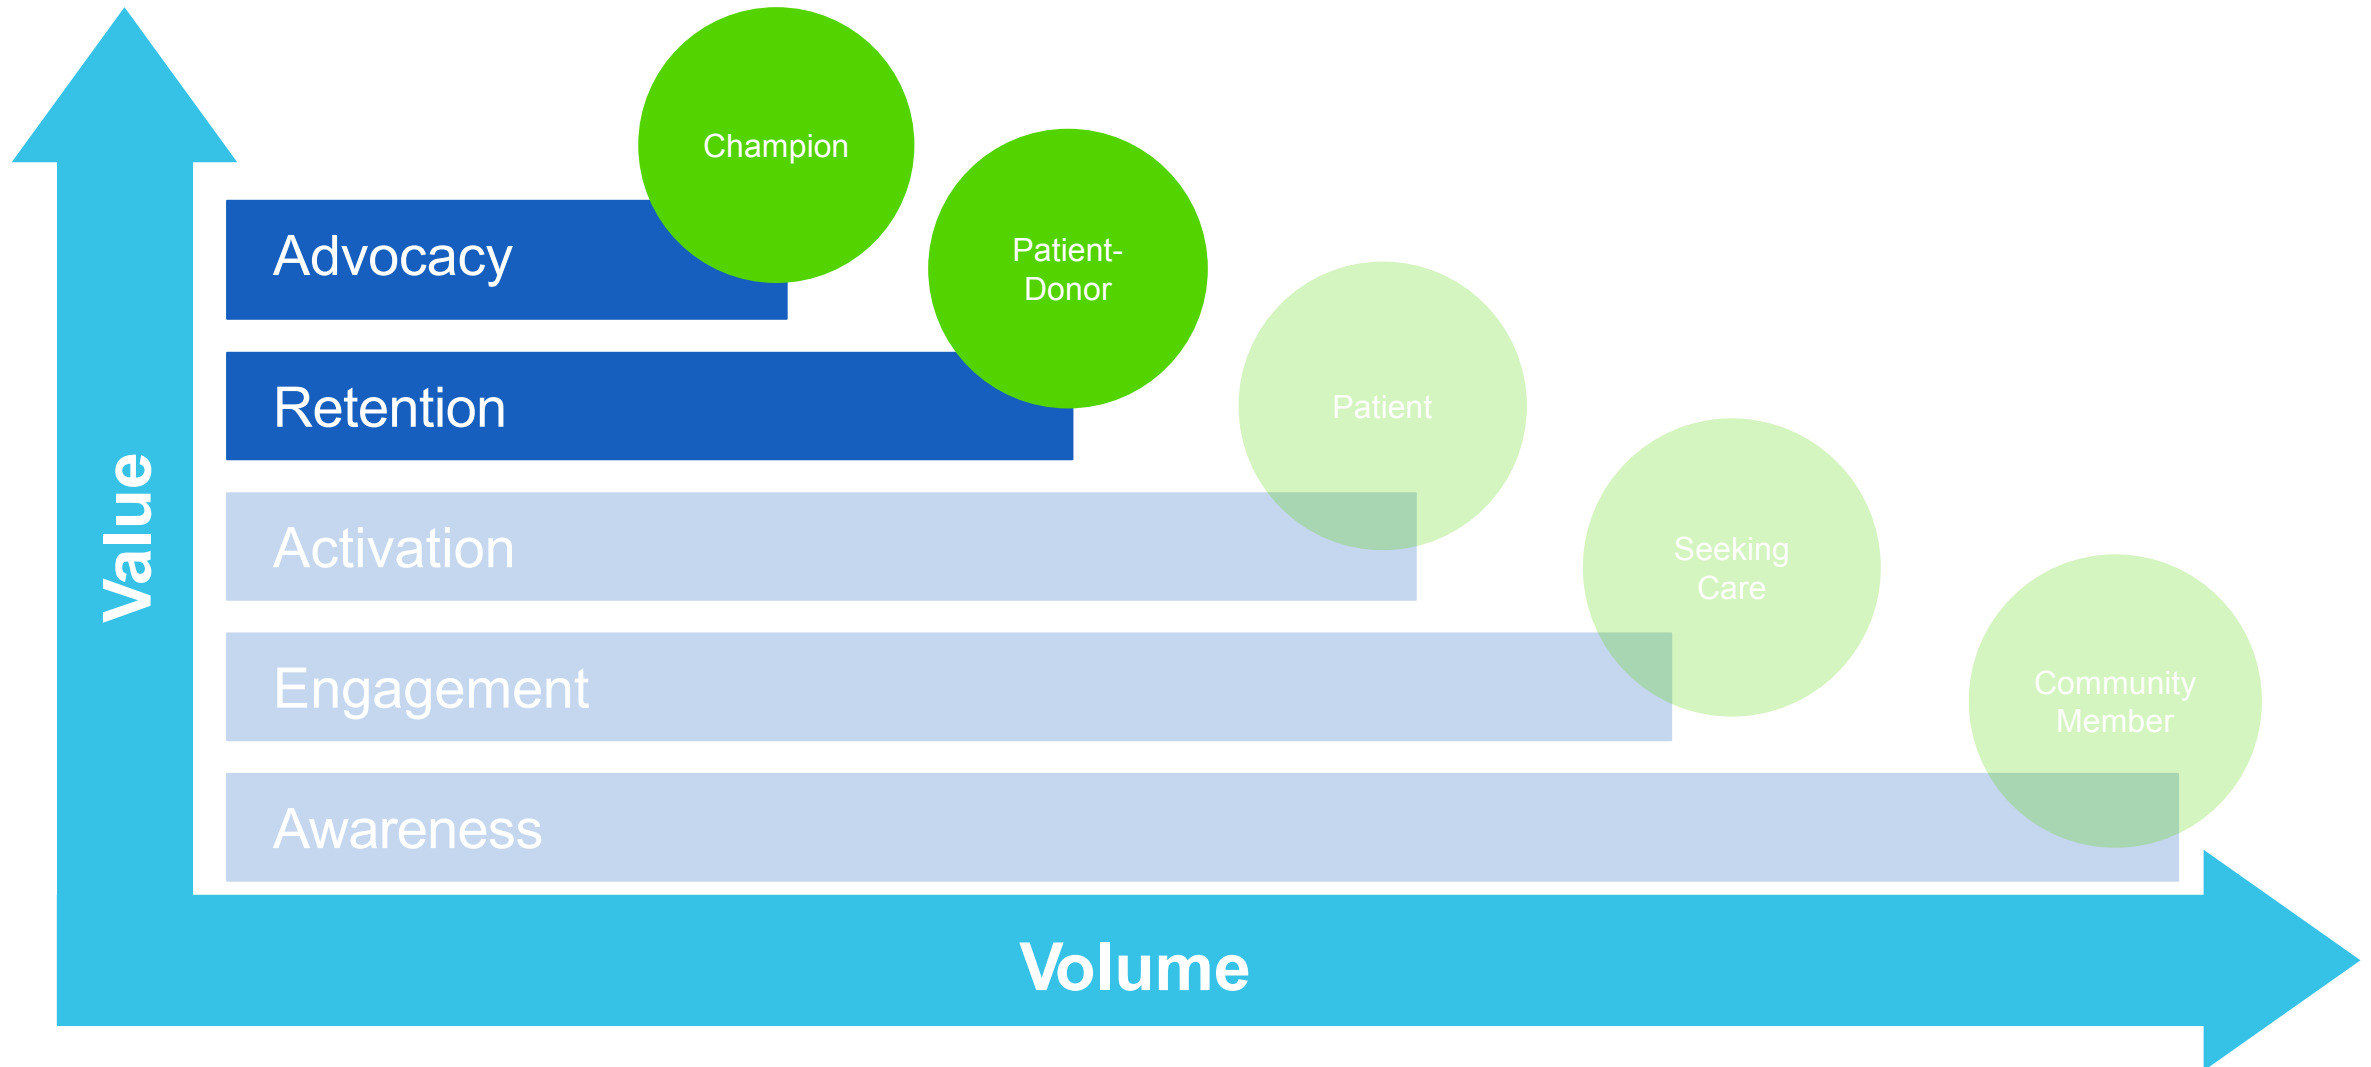 Champion
Patient-
Donor
Advocacy
Patient
Retention
Seeking
Care
Activation
Community
Member
Engagement
Awareness
Value
Volume